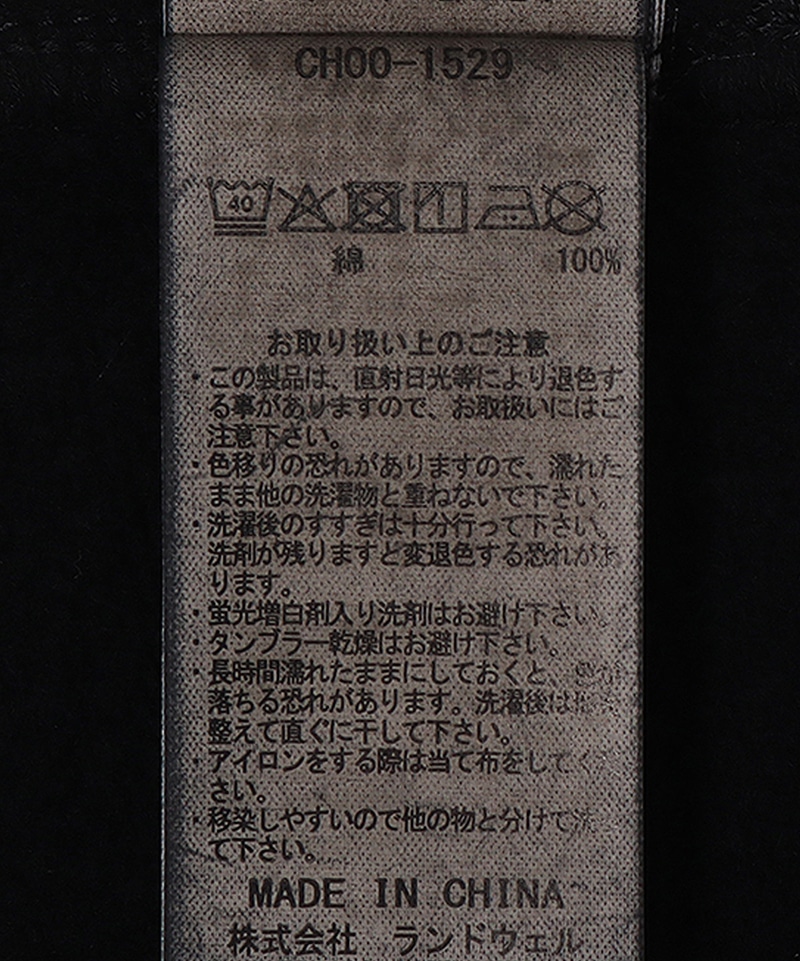 CH00-1529
40
綿 100%
お取り扱い上のご注意
・この製品は、直射日光等により退色す
る事がありますので、お取扱いにはご
注意下さい。
・色移りの恐れがありますので、濡れた
まま他の洗濯物と重ねないで下さい。
・洗濯後のすすぎは十分行って下さい。
洗剤が残りますと変退色する恐れがあ
ります。
・蛍光増白剤入り洗剤はお避け下さい。
・タンブラー乾燥はお避け下さい。
・長時間濡れたままにしておくと、色が
落ちる恐れがあります。洗濯後は形を
整えて直ぐに干して下さい。
・アイロンをする際は当て布をしてくだ
さい。
・移染しやすいので他の物と分けて洗っ
て下さい。
MADE IN CHINA
株式会社 ランドウェル